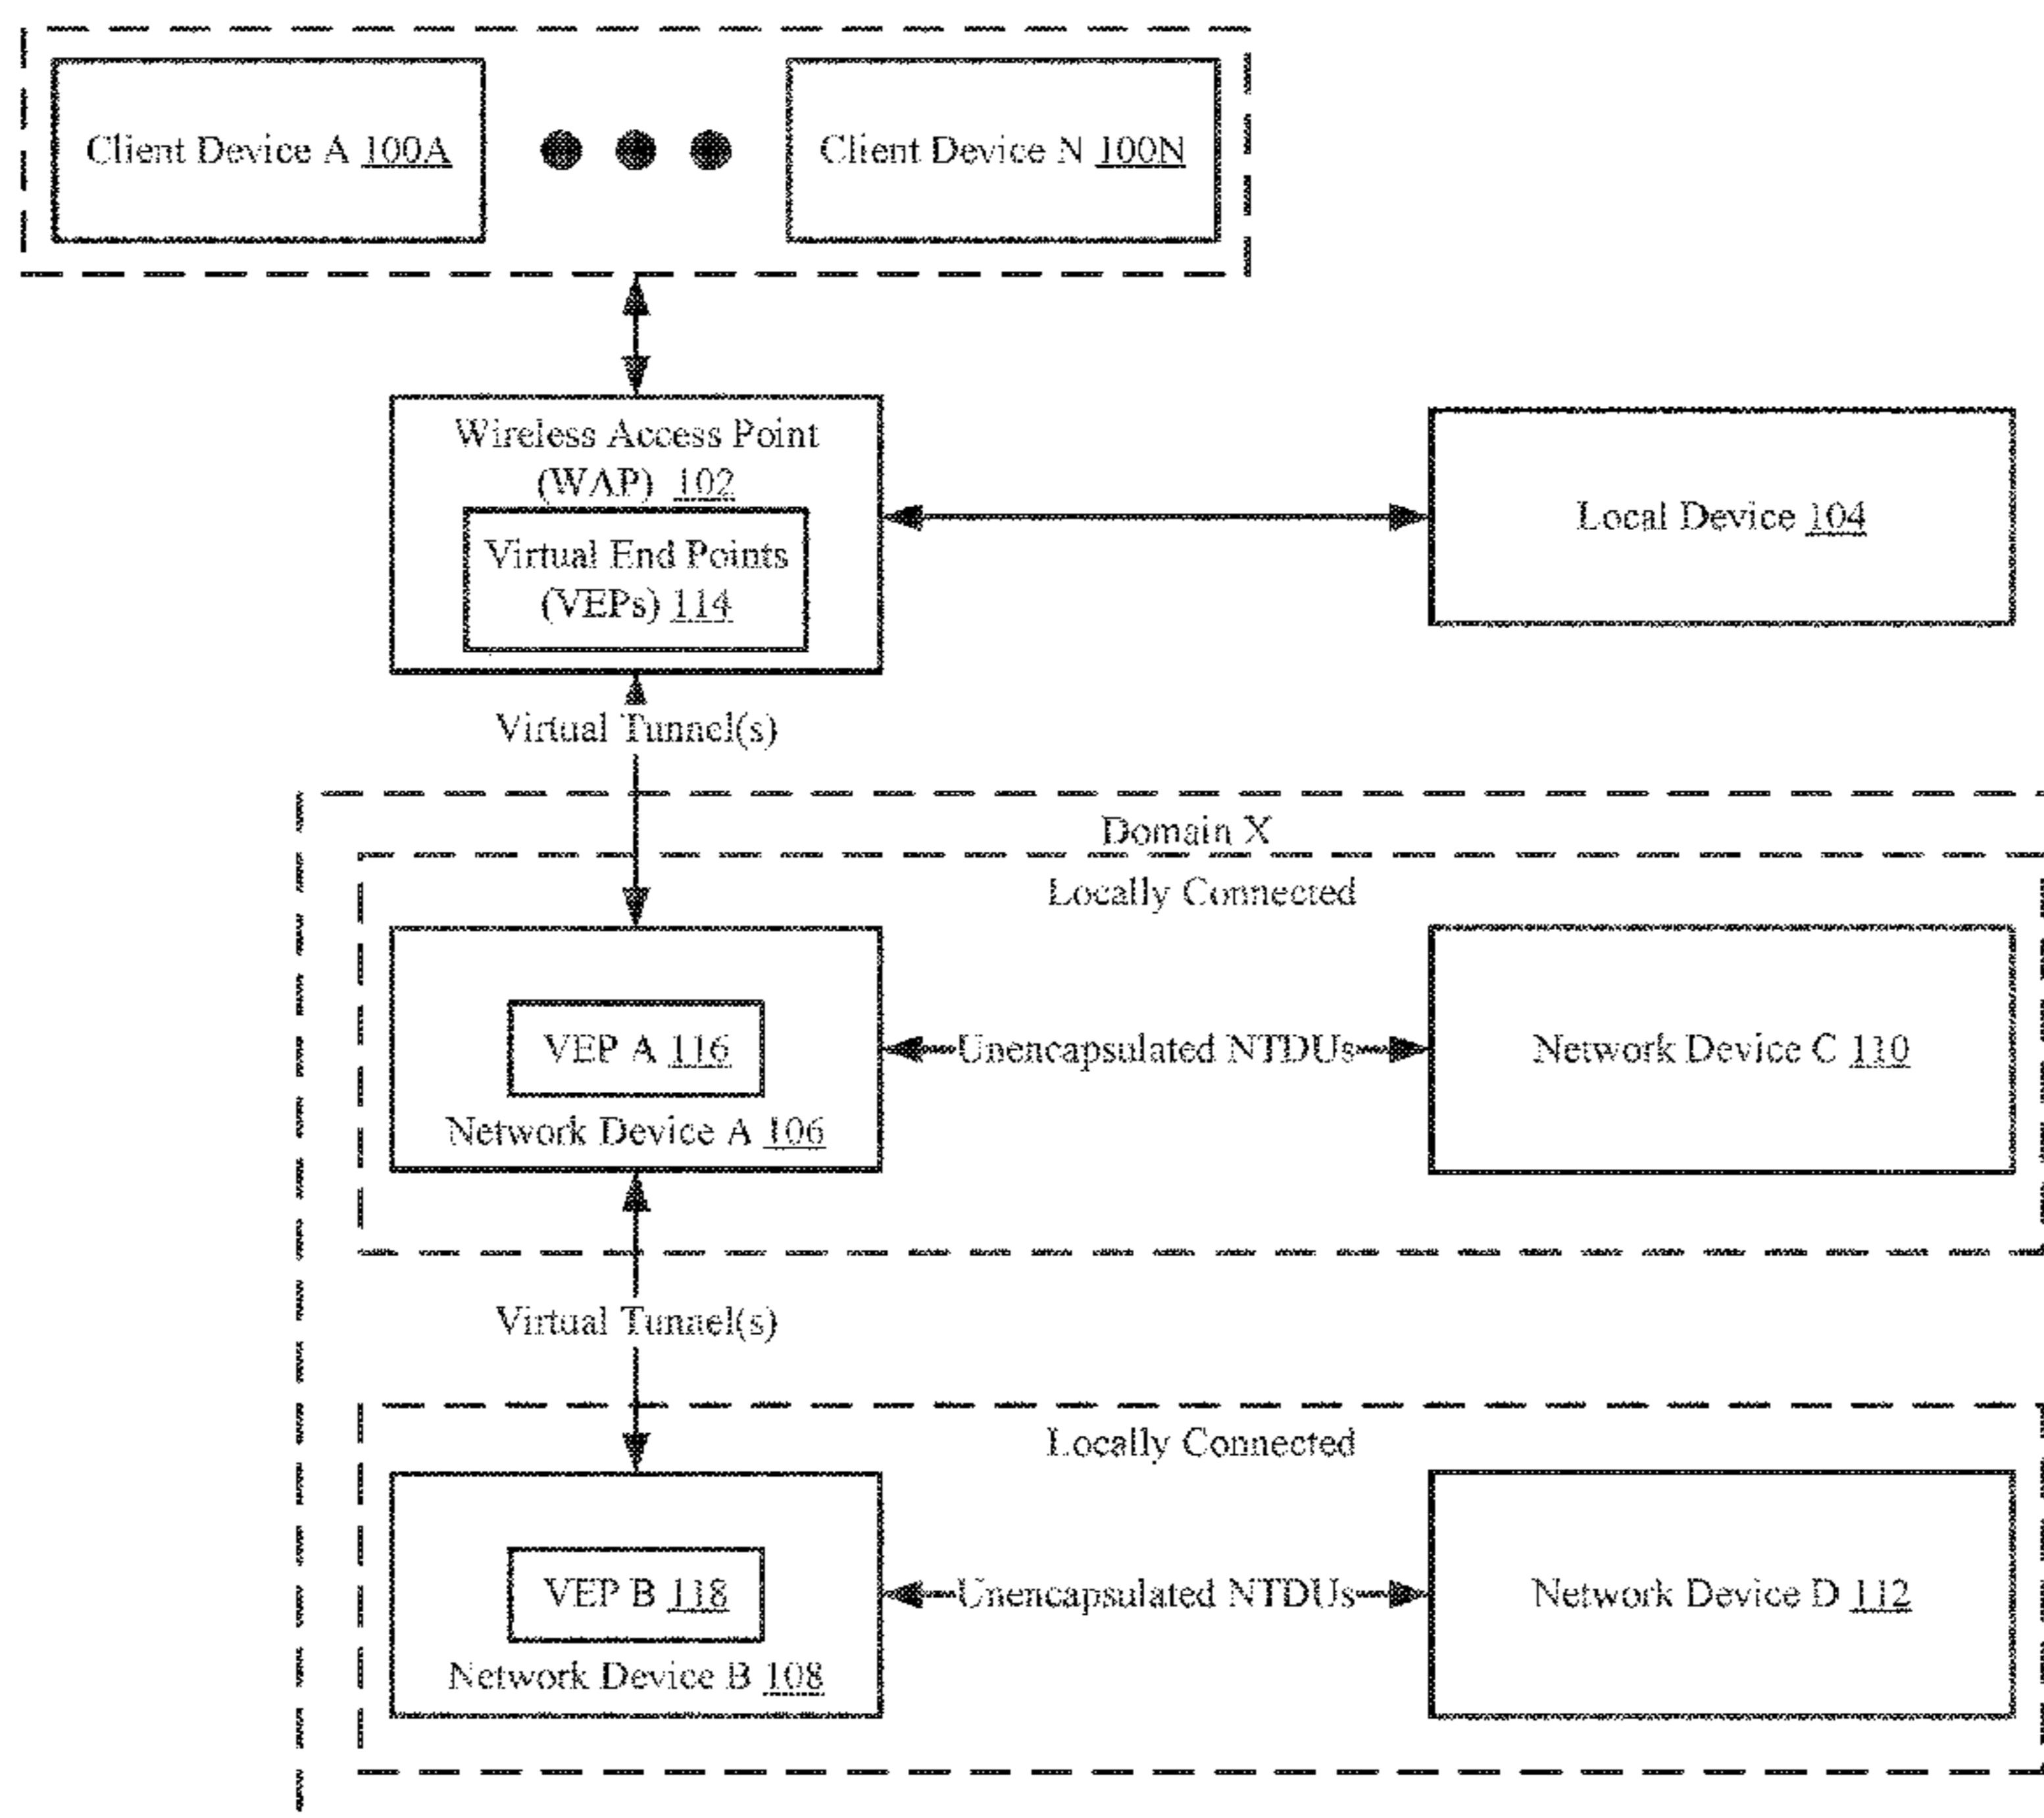 Client Device A 100A
Client Device N 100N
Wireless Access Point
(WAP) 102
Virtual End Points
(VEPs) 114
Local Device 104
Virtual Tunnel(s)
Domain X
Locally Connected
VEP A 116
Network Device A 106
Unencapsulated NTDUs
Network Device C 110
Virtual Tunnel(s)
Locally Connected
VEP B 118
Network Device B 108
Unencapsulated NTDUs
Network Device D 112